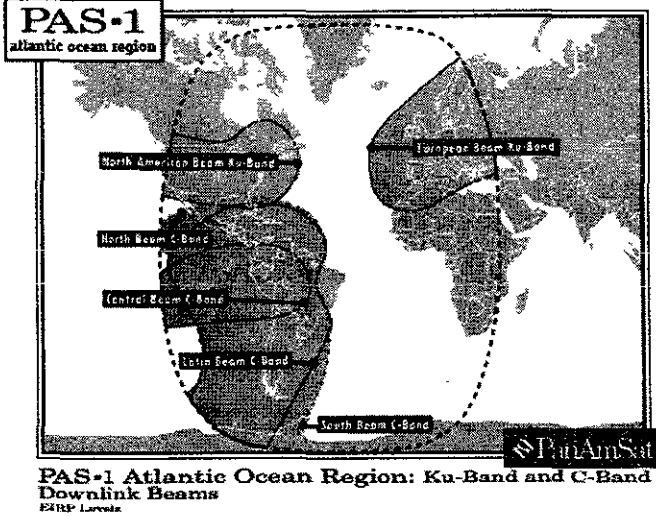 PAS•1
atlantic ocean region
North American Beam Ku-Band
European Beam Ku-Band
North Beam C-Band
Central Beam C-Band
Latin Beam C-Band
South Beam C-Band
PanAmSat
PAS•1 Atlantic Ocean Region: Ku-Band and C-Band
Downlink Beams
EIRP Levels